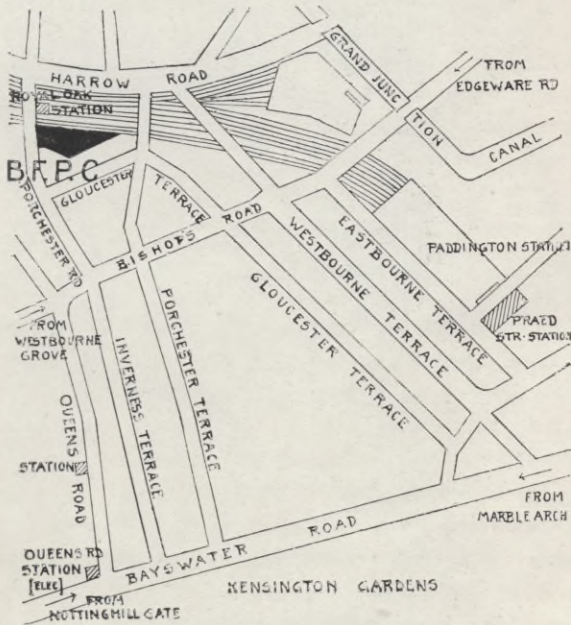 HARROW ROAD
ROYAL OAK
STATION
B.F.P.C
GRAND JUNCTION
CANAL
FROM
EDGEWARE RD
GLOUCESTER TERRACE
PORCHESTER RD
BISHOPS ROAD
FROM
WESTBOURNE
GROVE
EASTBOURNE TERRACE
WESTBOURNE TERRACE
GLOUCESTER TERRACE
PORCHESTER TERRACE
INVERNESS TERRACE
QUEENS ROAD
PADDINGTON STATION
PRAED
STR. STATION
STATION
FROM
MARBLE ARCH
QUEENS RD
STATION
[ELEC]
BAYSWATER ROAD
KENSINGTON GARDENS
FROM
NOTTINGHILL GATE